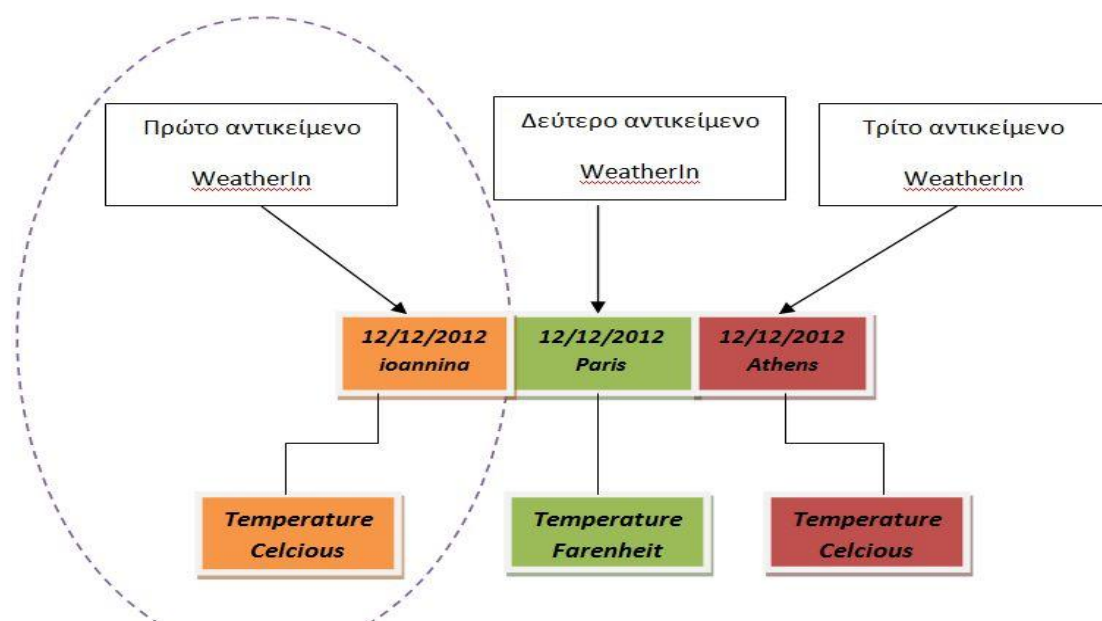 Πρώτο αντικείμενο
WeatherIn
Δεύτερο αντικείμενο
WeatherIn
Τρίτο αντικείμενο
WeatherIn
12/12/2012
ioannina
12/12/2012
Paris
12/12/2012
Athens
Temperature
Celcious
Temperature
Farenheit
Temperature
Celcious